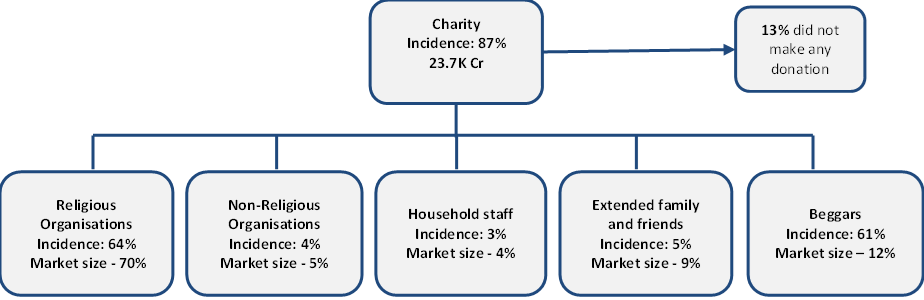 Charity
Incidence: 87%
23.7K Cr
13% did not
make any
donation
Religious
Organisations
Incidence: 64%
Market size - 70%
Non-Religious
Organisations
Incidence: 4%
Market size - 5%
Household staff
Incidence: 3%
Market size - 4%
Extended family
and friends
Incidence: 5%
Market size - 9%
Beggars
Incidence: 61%
Market size – 12%